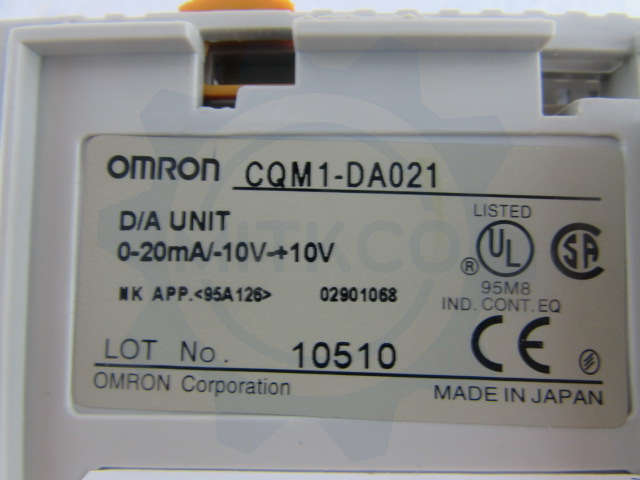 OMRON CQM1-DA021
D/A UNIT
0-20mA/-10V-+10V
NK APP.<95A126> 02901068
LOT No. 10510
OMRON Corporation
LISTED
UL
®
SA
95M8
IND. CONT. EQ
CE
MADE IN JAPAN